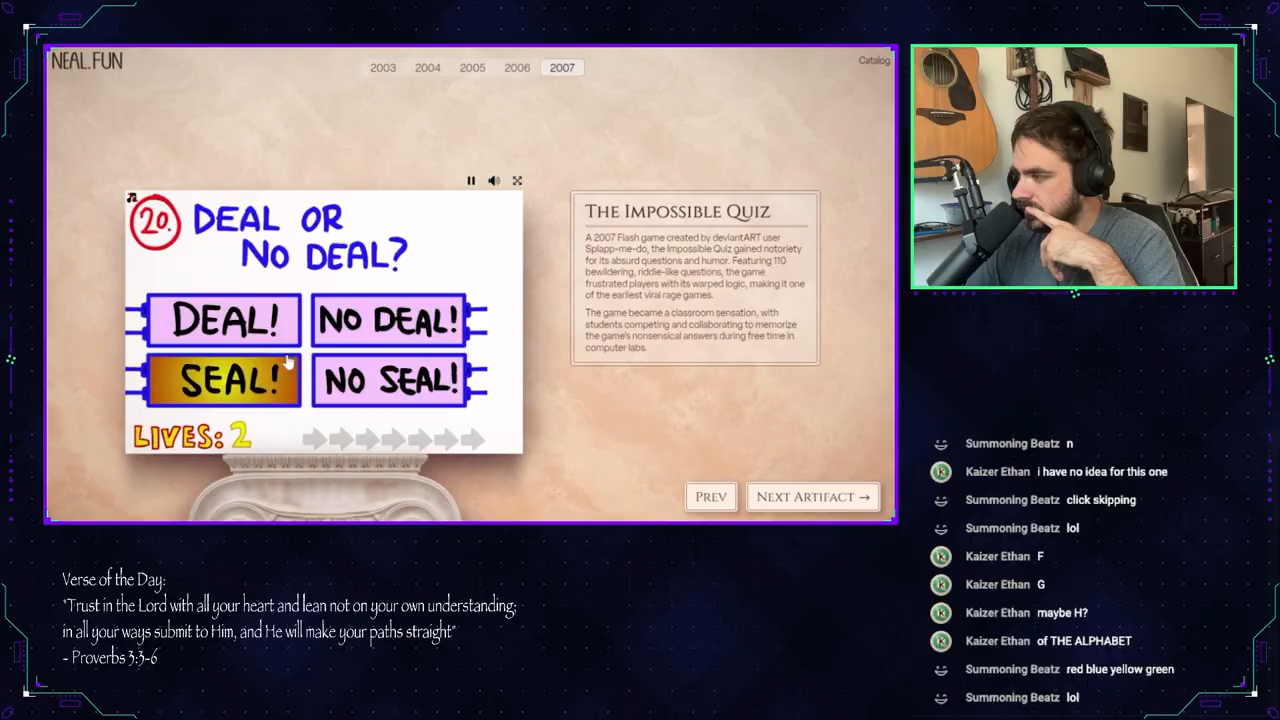 NEAL.FUN
2003 2004 2005 2006 2007
Catalog
20. DEAL OR
NO DEAL?
DEAL! NO DEAL!
SEAL! NO SEAL!
LIVES: 2
THE IMPOSSIBLE QUIZ
A 2007 Flash game created by deviantART user
Splapp-me-do, the Impossible Quiz gained notoriety
for its absurd questions and humor. Featuring 110
bewildering, riddle-like questions, the game
frustrated players with its warped logic, making it one
of the earliest viral rage games.
The game became a classroom sensation, with
students competing and collaborating to memorize
the game's nonsensical answers during free time in
computer labs.
PREV NEXT ARTIFACT →
Summoning Beatz n
Kaizer Ethan i have no idea for this one
Summoning Beatz click skipping
Summoning Beatz lol
Kaizer Ethan F
Kaizer Ethan G
Kaizer Ethan maybe H?
Kaizer Ethan of THE ALPHABET
Summoning Beatz red blue yellow green
Summoning Beatz lol
Verse of the Day:
"Trust in the Lord with all your heart and lean not on your own understanding;
in all your ways submit to Him, and He will make your paths straight"
- Proverbs 3:3-6